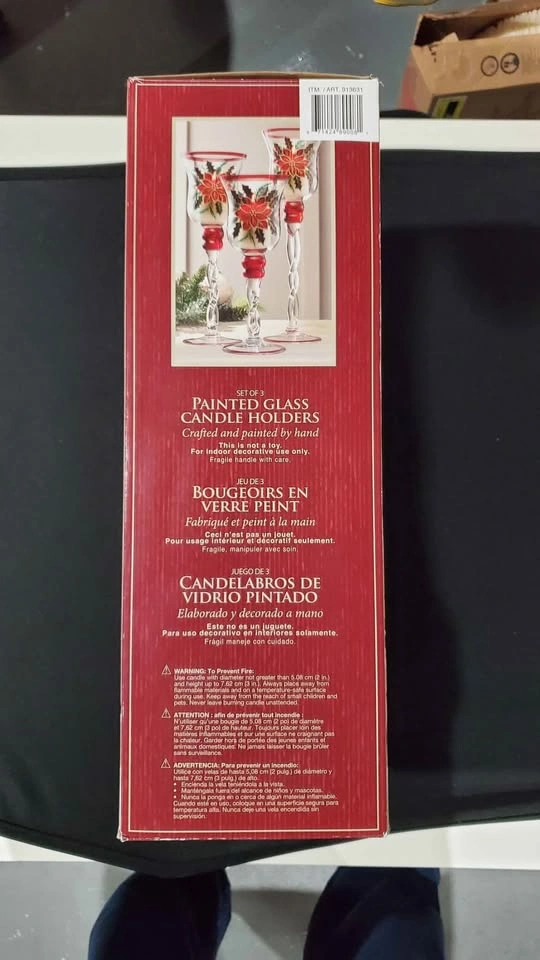 ITM. / ART. 913631
SET OF 3
PAINTED GLASS
CANDLE HOLDERS
Crafted and painted by hand
This is not a toy.
For indoor decorative use only.
Fragile handle with care.
JEU DE 3
BOUGEOIRS EN
VERRE PEINT
Fabriqué et peint à la main
Ceci n'est pas un jouet.
Pour usage intérieur et décoratif seulement.
Fragile, manipuler avec soin.
JUEGO DE 3
CANDELABROS DE
VIDRIO PINTADO
Elaborado y decorado a mano
Este no es un juguete.
Para uso decorativo en interiores solamente.
Frágil maneje con cuidado.
WARNING: To Prevent Fire:
Use candle with diameter not greater than 5.08 cm (2 in.)
and height up to 7.62 cm (3 in.). Always place away from
flammable materials and on a temperature-safe surface
during use. Keep away from the reach of small children and
pets. Never leave burning candle unattended.
ATTENTION : afin de prévenir tout incendie :
N'utiliser qu'une bougie de 5,08 cm (2 po) de diamètre
et 7,62 cm (3 po) de hauteur. Toujours placer loin des
matières inflammables et sur une surface ne craignant pas
la chaleur. Garder hors de portée des jeunes enfants et
animaux domestiques. Ne jamais laisser la bougie brûler
sans surveillance.
ADVERTENCIA: Para prevenir un incendio:
Utilice con velas de hasta 5,08 cm (2 pulg.) de diámetro y
hasta 7,62 cm (3 pulg.) de alto.
• Encienda la vela teniéndola a la vista.
• Manténgala fuera del alcance de niños y mascotas.
• Nunca la ponga en o cerca de algún material inflamable.
Cuando esté en uso, coloque en una superficie segura para
temperatura alta. Nunca deje una vela encendida sin
supervisión.